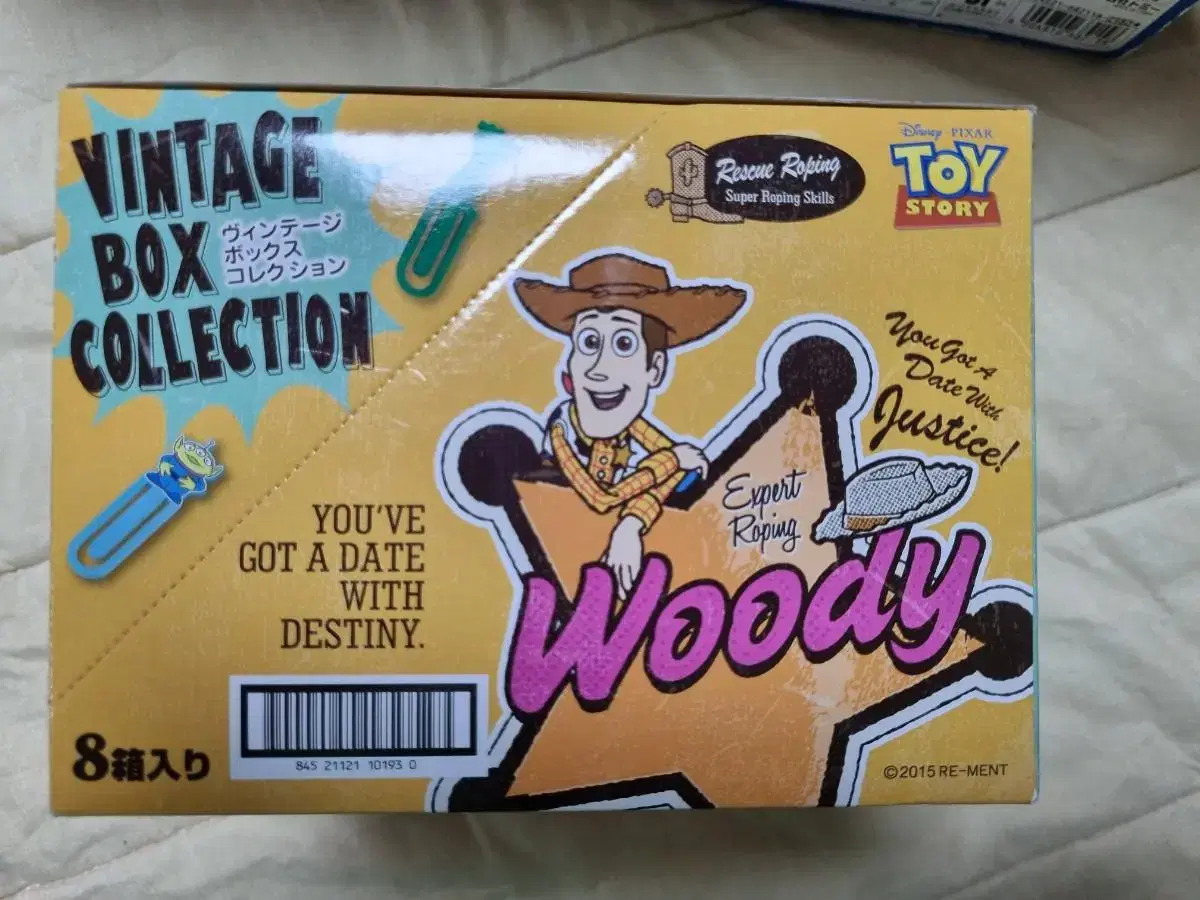 VINTAGE
BOX
COLLECTION
ヴィンテージ
ボックス
コレクション
Rescue Roping
Super Roping Skills
Disney PIXAR
TOY
STORY
You Got A
Date With
Justice!
Expert
Roping
Woody
YOU'VE
GOT A DATE
WITH
DESTINY.
8箱入り
845 21121 10193 0
©2015 RE-MENT